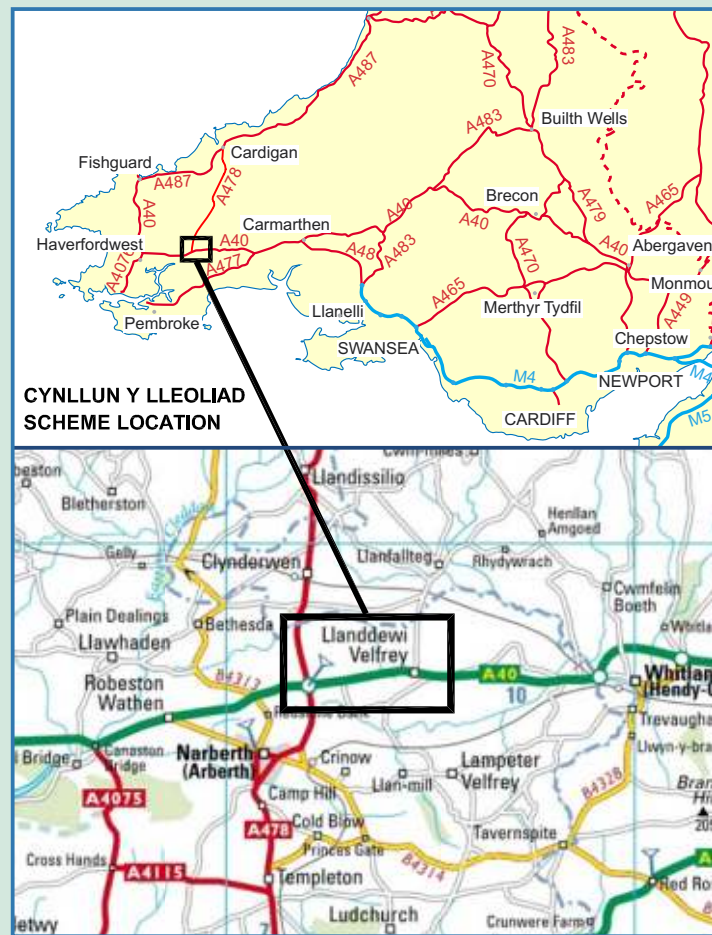 A487
A470
A483
A483
Builth Wells
Cardigan
Fishguard
A487
A478
A40
Brecon
A465
A479
A40
Carmarthen
A40
A40
Haverfordwest
A40
A48
A483
A470
Abergaven
A477
Monmou
A465
Merthyr Tydfil
A449
Llanelli
Pembroke
SWANSEA
Chepstow
M4
NEWPORT
M4
CARDIFF
M5
CYNLLUN Y LLEOLIAD
SCHEME LOCATION
beston
Llandissilio
Bletherston
Henllan
Amgoed
Gelly
Clynderwen
Llanfallteg
Rhydywrach
Cwmfelin
Boeth
Plain Dealings
Bethesda
Llanddewi
Velfrey
Llawhaden
B4313
A40
10
Whitlan
(Hendy-G
Robeston
Wathen
Trevaugha
Llwyn-y-bra
Canaston
Bridge
l Bridge
Narberth
(Arberth)
Crinow
Lampeter
Velfrey
Llan-mill
B4328
A4075
Camp Hill
A478
Cold Blow
Princes Gate
Tavernspite
B4314
Cross Hands
A4115
Templeton
Red Ro
Ludchurch
Crunwere Farm
letwy
7